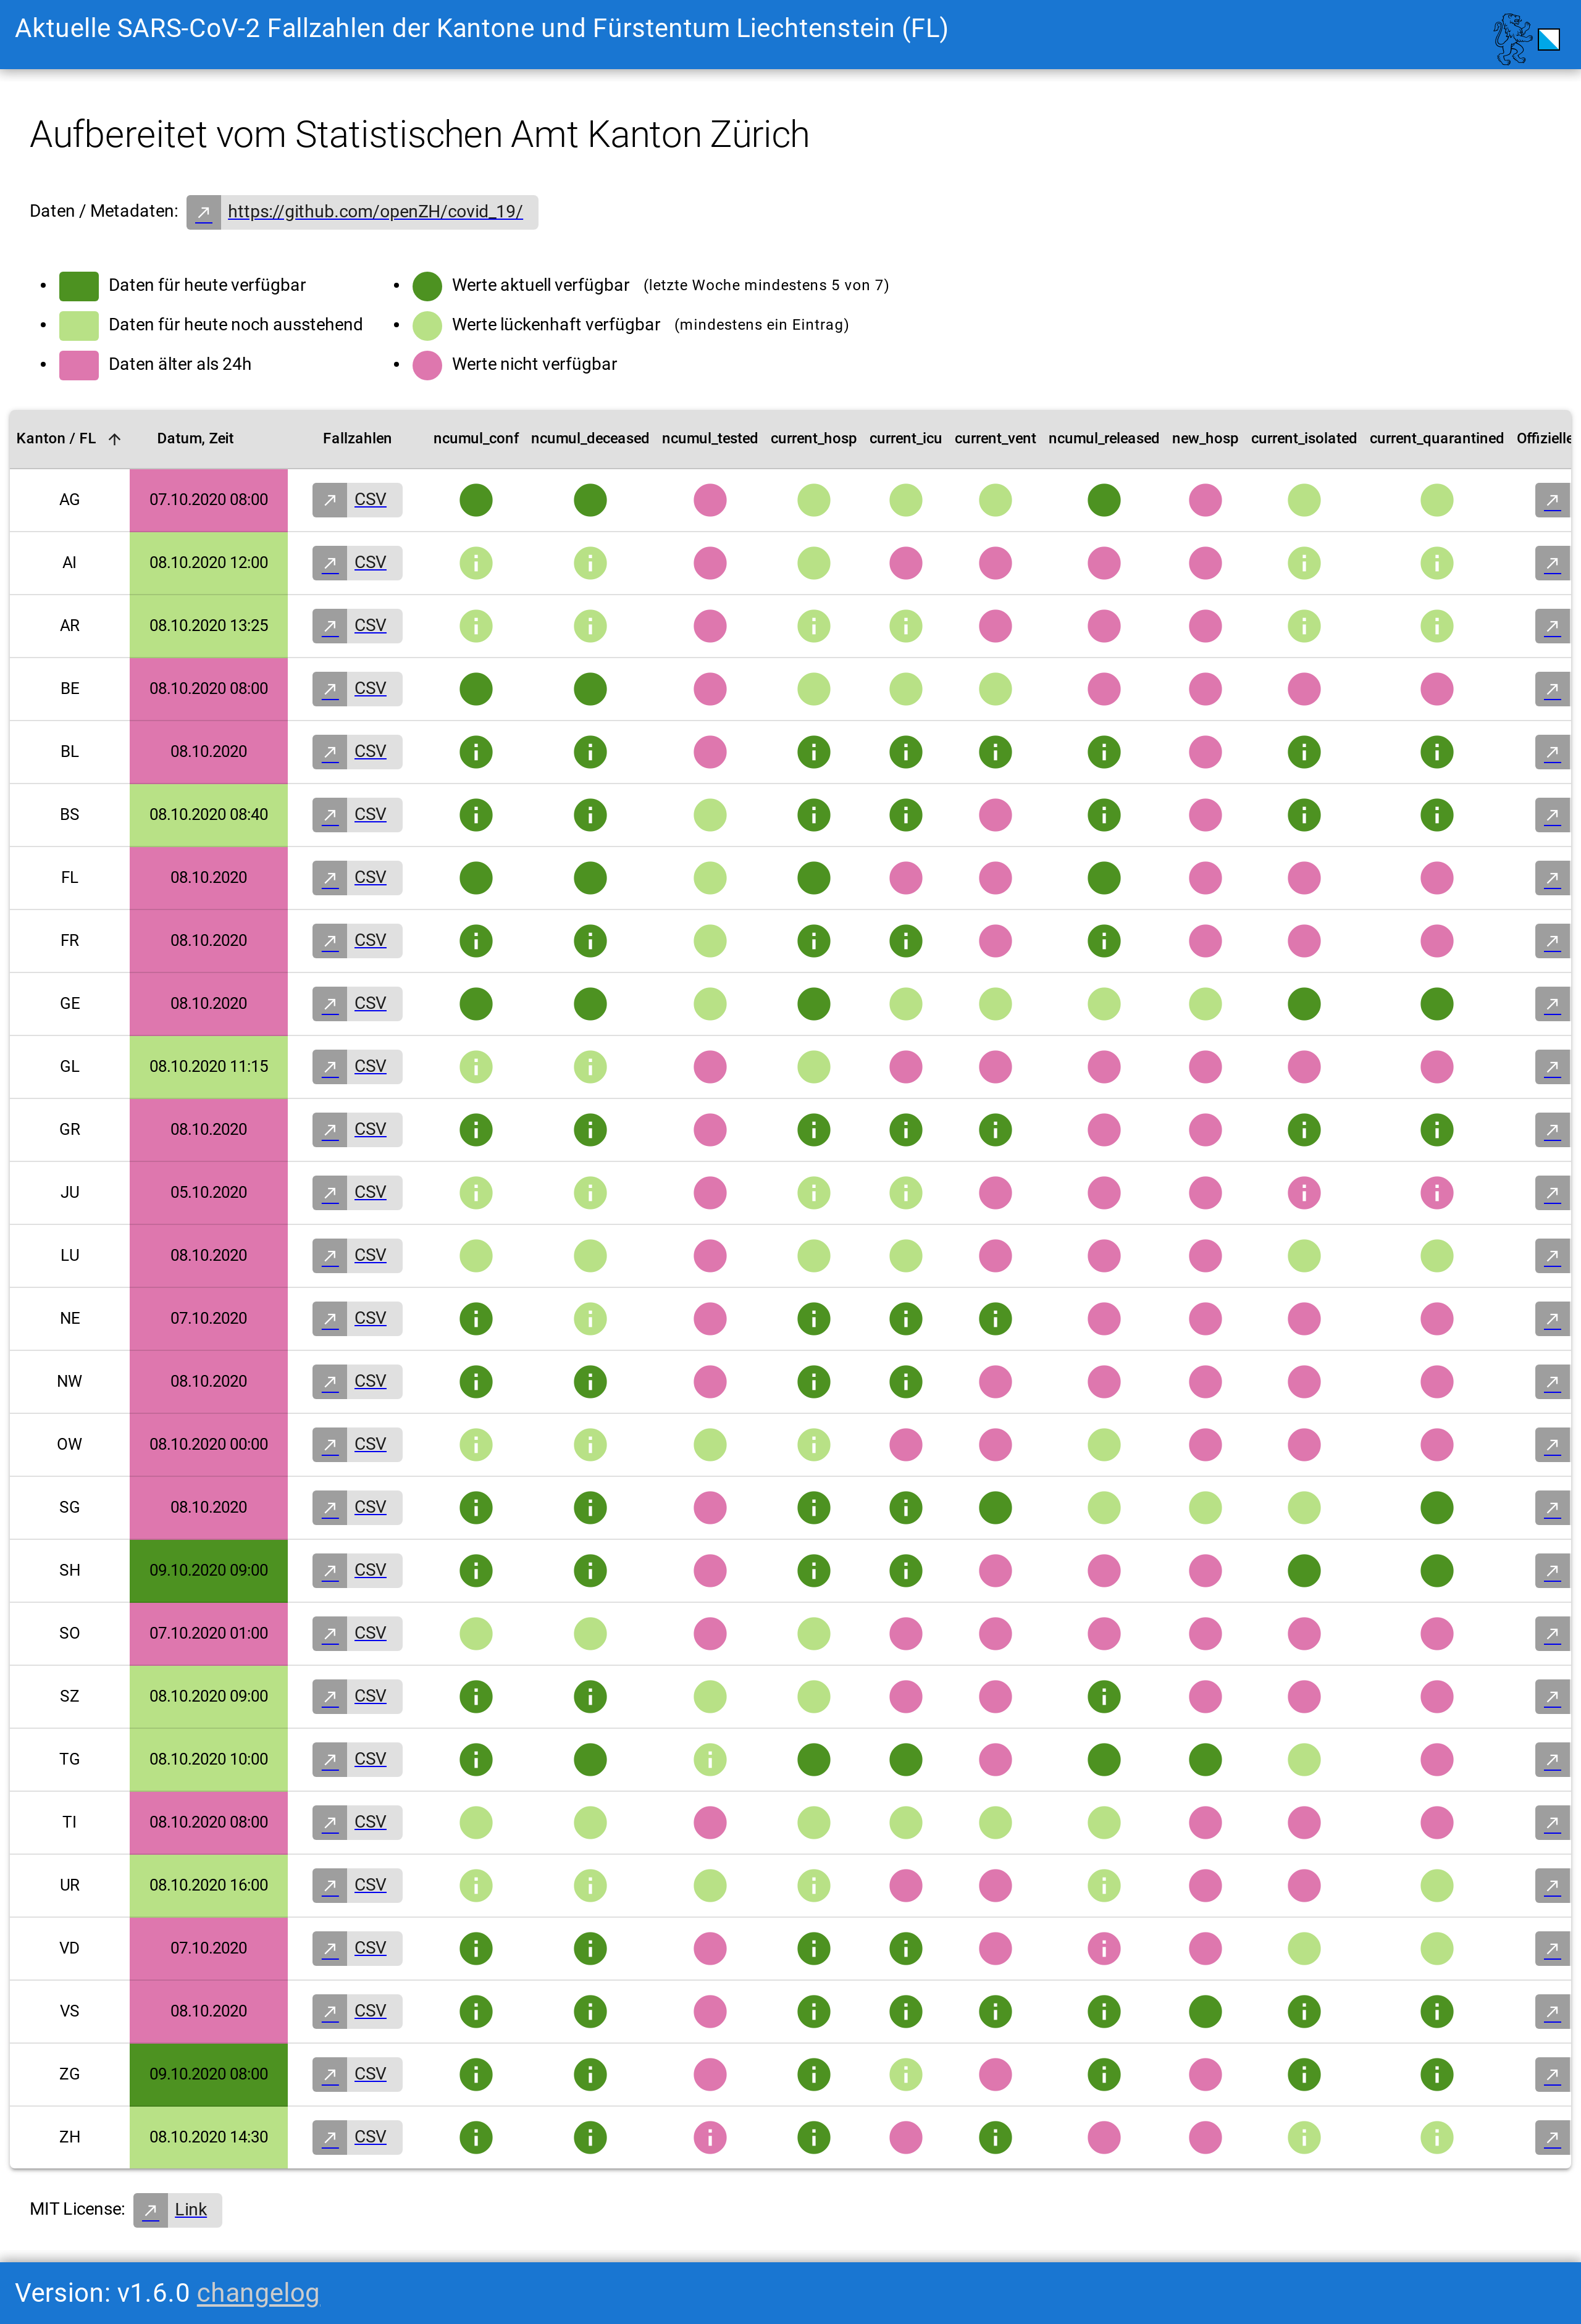 Aktuelle SARS-CoV-2 Fallzahlen der Kantone und Fürstentum Liechtenstein (FL)
Aufbereitet vom Statistischen Amt Kanton Zürich
Daten / Metadaten: https://github.com/openZH/covid_19/
Daten für heute verfügbar
Daten für heute noch ausstehend
Daten älter als 24h
Werte aktuell verfügbar (letzte Woche mindestens 5 von 7)
Werte lückenhaft verfügbar (mindestens ein Eintrag)
Werte nicht verfügbar
Kanton / FL Datum, Zeit Fallzahlen ncumul_conf ncumul_deceased ncumul_tested current_hosp current_icu current_vent ncumul_released new_hosp current_isolated current_quarantined Offizielle
AG 07.10.2020 08:00 CSV
AI 08.10.2020 12:00 CSV
AR 08.10.2020 13:25 CSV
BE 08.10.2020 08:00 CSV
BL 08.10.2020 CSV
BS 08.10.2020 08:40 CSV
FL 08.10.2020 CSV
FR 08.10.2020 CSV
GE 08.10.2020 CSV
GL 08.10.2020 11:15 CSV
GR 08.10.2020 CSV
JU 05.10.2020 CSV
LU 08.10.2020 CSV
NE 07.10.2020 CSV
NW 08.10.2020 CSV
OW 08.10.2020 00:00 CSV
SG 08.10.2020 CSV
SH 09.10.2020 09:00 CSV
SO 07.10.2020 01:00 CSV
SZ 08.10.2020 09:00 CSV
TG 08.10.2020 10:00 CSV
TI 08.10.2020 08:00 CSV
UR 08.10.2020 16:00 CSV
VD 07.10.2020 CSV
VS 08.10.2020 CSV
ZG 09.10.2020 08:00 CSV
ZH 08.10.2020 14:30 CSV
MIT License: Link
Version: v1.6.0 changelog